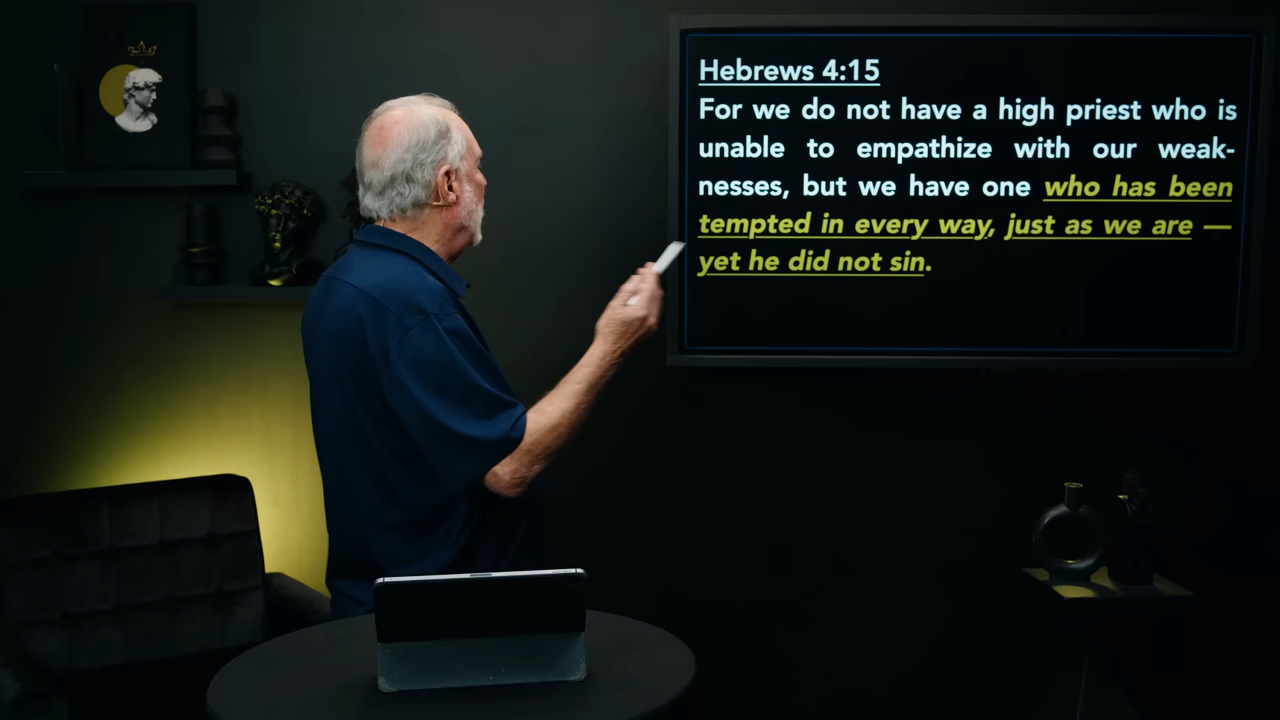 Hebrews 4:15
For we do not have a high priest who is
unable to empathize with our weak-
nesses, but we have one who has been
tempted in every way, just as we are —
yet he did not sin.